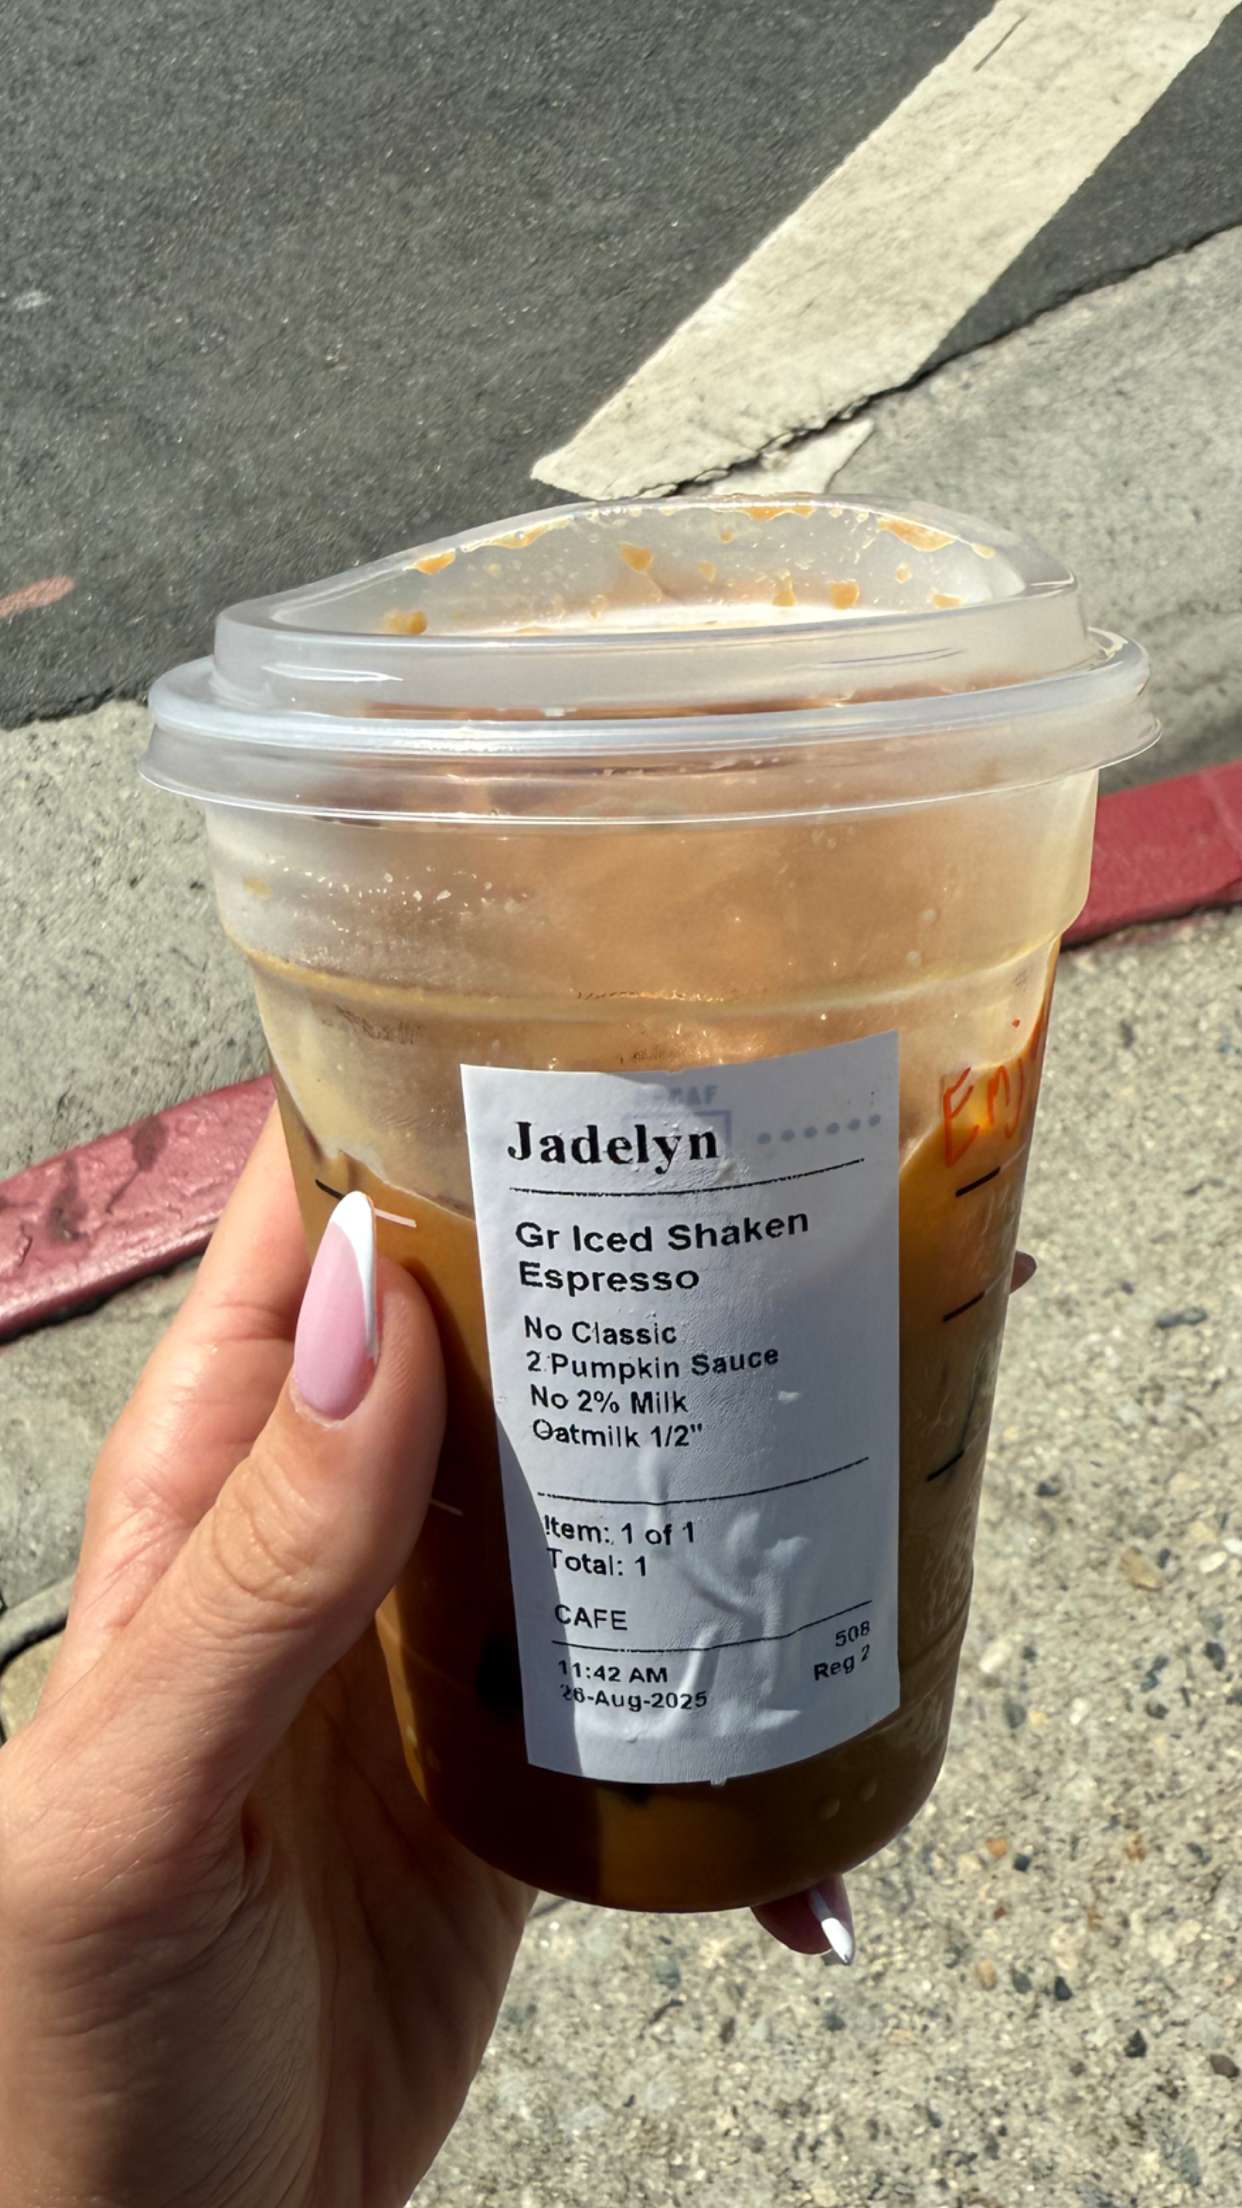 Jadelyn
Gr Iced Shaken
Espresso
No Classic
2 Pumpkin Sauce
No 2% Milk
Oatmilk 1/2"
Item: 1 of 1
Total: 1
CAFE
508
11:42 AM
Reg 2
26-Aug-2025